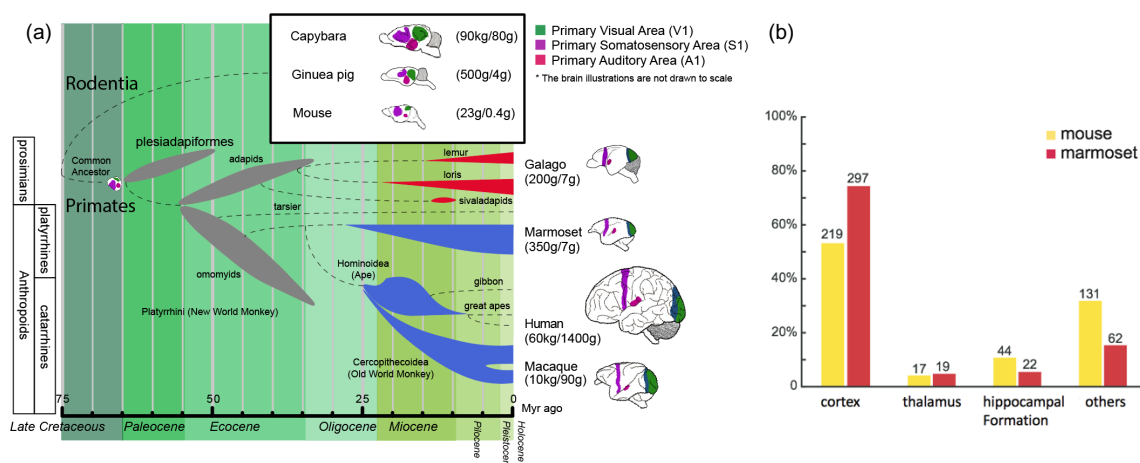 (a)
Capybara
(90kg/80g)
Ginuea pig
(500g/4g)
Mouse
(23g/0.4g)
Primary Visual Area (V1)
Primary Somatosensory Area (S1)
Primary Auditory Area (A1)
* The brain illustrations are not drawn to scale
Rodentia
plesiadapiformes
Common
Ancestor
adapids
lemur
loris
sivaladapids
Primates
tarsier
omomyids
Hominoidea
(Ape)
gibbon
great apes
Platyrrhini (New World Monkey)
Cercopithecoidea
(Old World Monkey)
Galago
(200g/7g)
Marmoset
(350g/7g)
Human
(60kg/1400g)
Macaque
(10kg/90g)
prosimians
platyrrhines
Anthropoids
catarrhines
75
50
25
0
Myr ago
Late Cretaceous
Paleocene
Eocene
Oligocene
Miocene
Pilocene
Pleistocer
Holocene
(b)
mouse
marmoset
100%
80%
60%
40%
20%
0
219
297
17
19
44
22
131
62
cortex
thalamus
hippocampal
Formation
others